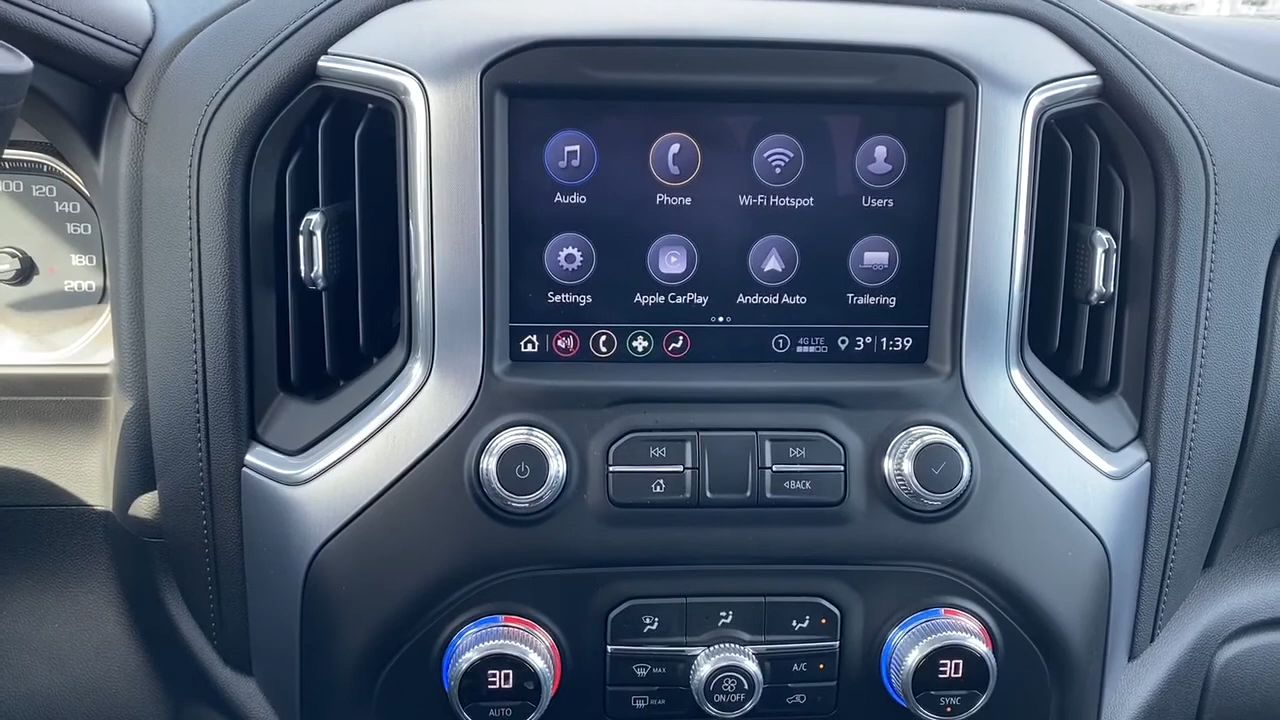 100 120
140
160
180
200
Audio
Phone
Wi-Fi Hotspot
Users
Settings
Apple CarPlay
Android Auto
Trailering
1
4G LTE
3°
1:39
BACK
MAX
A/C
REAR
ON/OFF
30
AUTO
30
SYNC